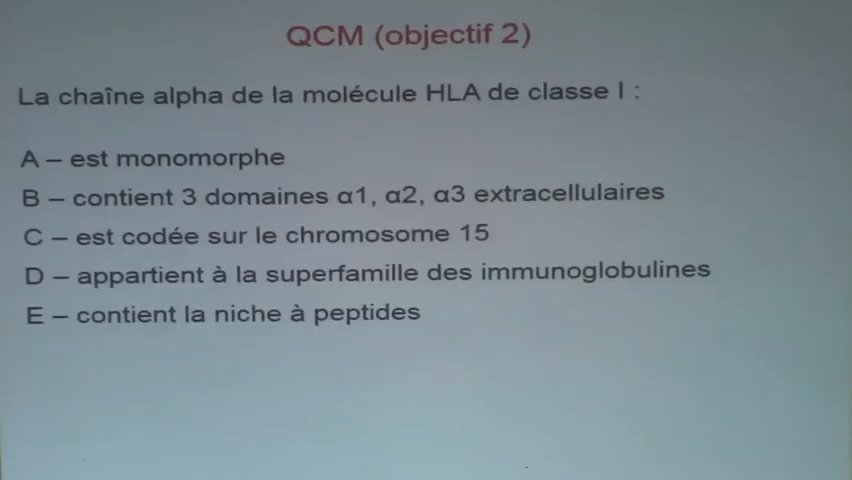 QCM (objectif 2)
La chaîne alpha de la molécule HLA de classe I :
A – est monomorphe
B – contient 3 domaines α1, α2, α3 extracellulaires
C – est codée sur le chromosome 15
D – appartient à la superfamille des immunoglobulines
E – contient la niche à peptides